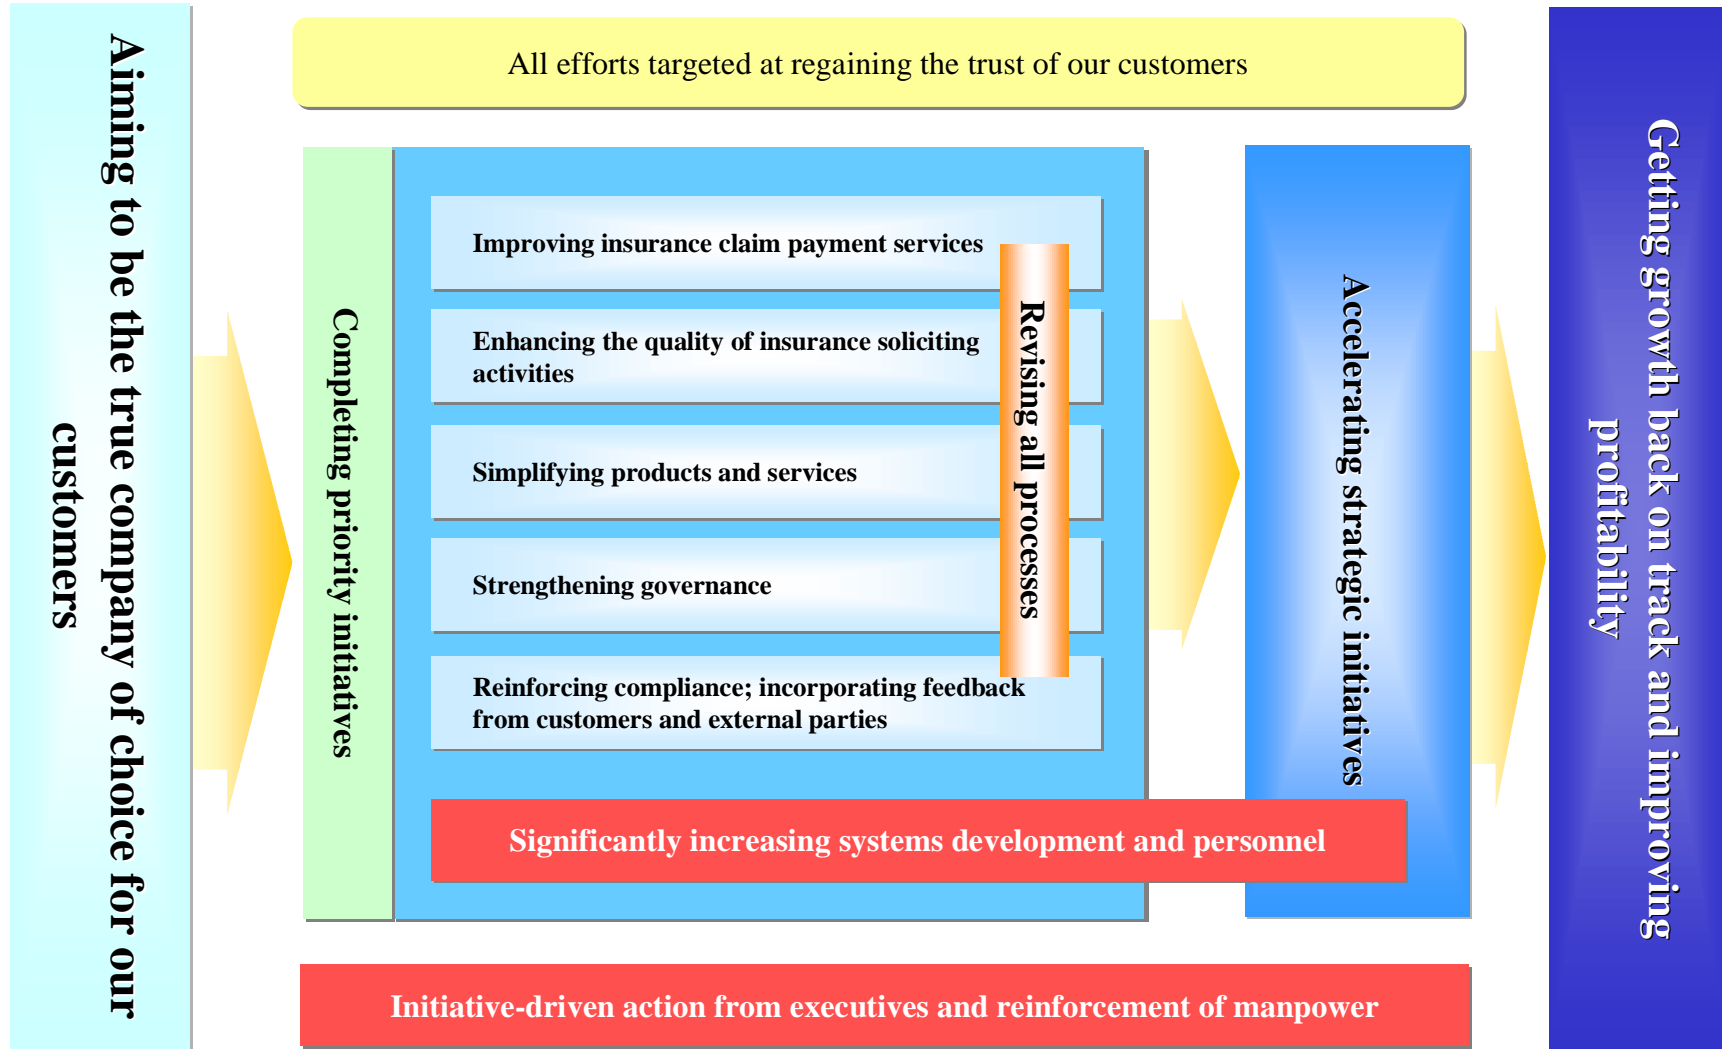 Aiming to be the true company of choice for our
customers
All efforts targeted at regaining the trust of our customers
Completing priority initiatives
Improving insurance claim payment services
Enhancing the quality of insurance soliciting
activities
Simplifying products and services
Strengthening governance
Reinforcing compliance; incorporating feedback
from customers and external parties
Revising all processes
Significantly increasing systems development and personnel
Accelerating strategic initiatives
Initiative-driven action from executives and reinforcement of manpower
Getting growth back on track and improving
profitability